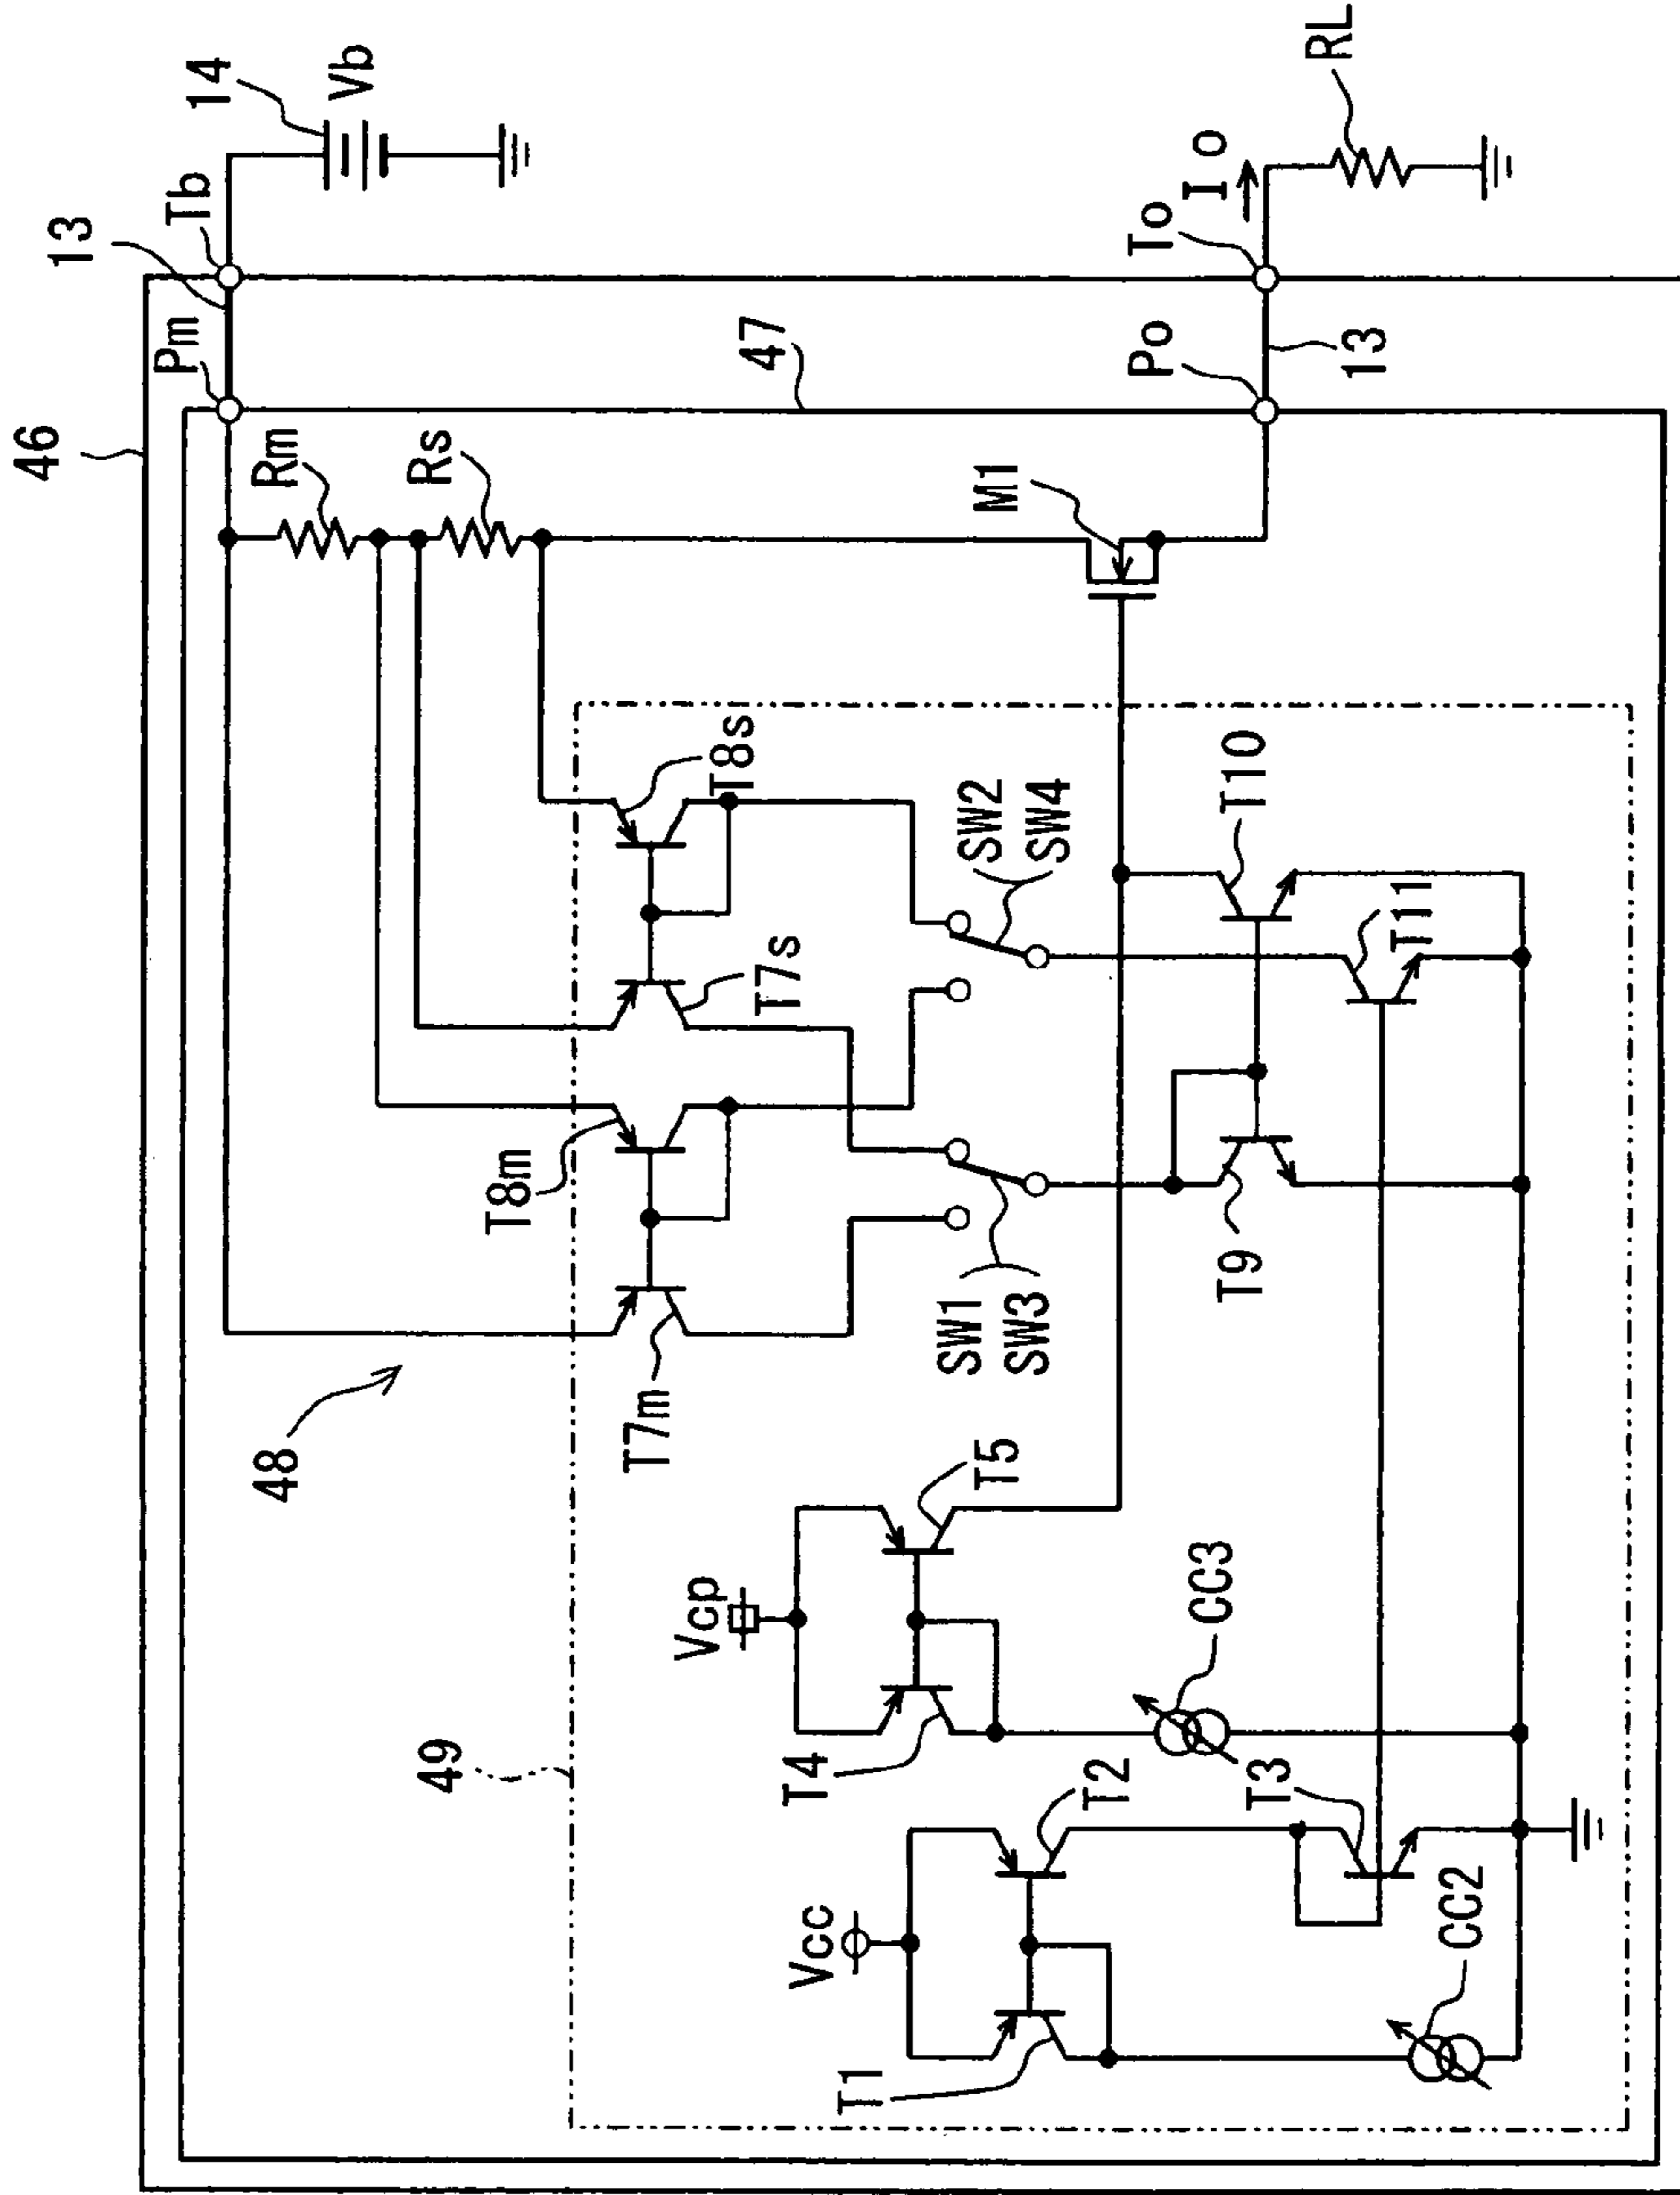 46
13
14
Pm
Tb
Vb
Rm
Rs
48
47
T8m
T8s
T7m
T7s
49
Vcp
M1
Po
To
Io
RL
13
SW2
SW4
SW1
SW3
T5
T4
Vcc
T10
T11
T9
CC3
T2
T3
T1
CC2